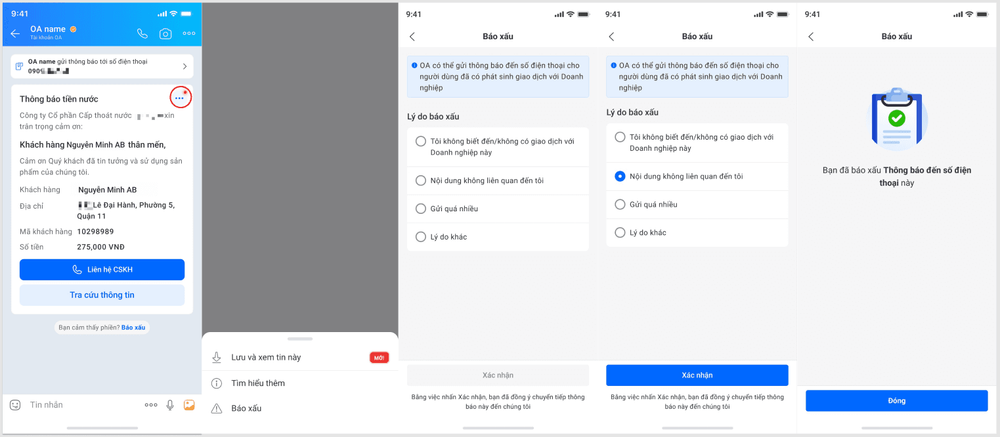 9:41
OA name
Tài khoản OA
OA name gửi thông báo tới số điện thoại
090
Thông báo tiền nước
Công ty Cổ phần Cấp thoát nước xin
trân trọng cảm ơn:
Khách hàng Nguyên Minh AB thân mến,
Cảm ơn Quý khách đã tin tưởng và sử dụng sản
phẩm của chúng tôi.
Khách hàng Nguyên Minh AB
Địa chỉ Lê Đại Hành, Phường 5,
Quận 11
Mã khách hàng 10298989
Số tiền 275,000 VNĐ
Liên hệ CSKH
Tra cứu thông tin
Bạn cảm thấy phiền? Báo xấu
Tin nhắn
Lưu và xem tin này MỚI
Tìm hiểu thêm
Báo xấu
9:41
Báo xấu
OA có thể gửi thông báo đến số điện thoại cho
người dùng đã có phát sinh giao dịch với Doanh
nghiệp
Lý do báo xấu
Tôi không biết đến/không có giao dịch với
Doanh nghiệp này
Nội dung không liên quan đến tôi
Gửi quá nhiều
Lý do khác
Xác nhận
Bằng việc nhấn Xác nhận, bạn đã đồng ý chuyển tiếp thông
báo này đến chúng tôi
9:41
Báo xấu
OA có thể gửi thông báo đến số điện thoại cho
người dùng đã có phát sinh giao dịch với Doanh
nghiệp
Lý do báo xấu
Tôi không biết đến/không có giao dịch với
Doanh nghiệp này
Nội dung không liên quan đến tôi
Gửi quá nhiều
Lý do khác
Xác nhận
Bằng việc nhấn Xác nhận, bạn đã đồng ý chuyển tiếp thông
báo này đến chúng tôi
9:41
Báo xấu
Bạn đã báo xấu Thông báo đến số điện
thoại này
Đóng